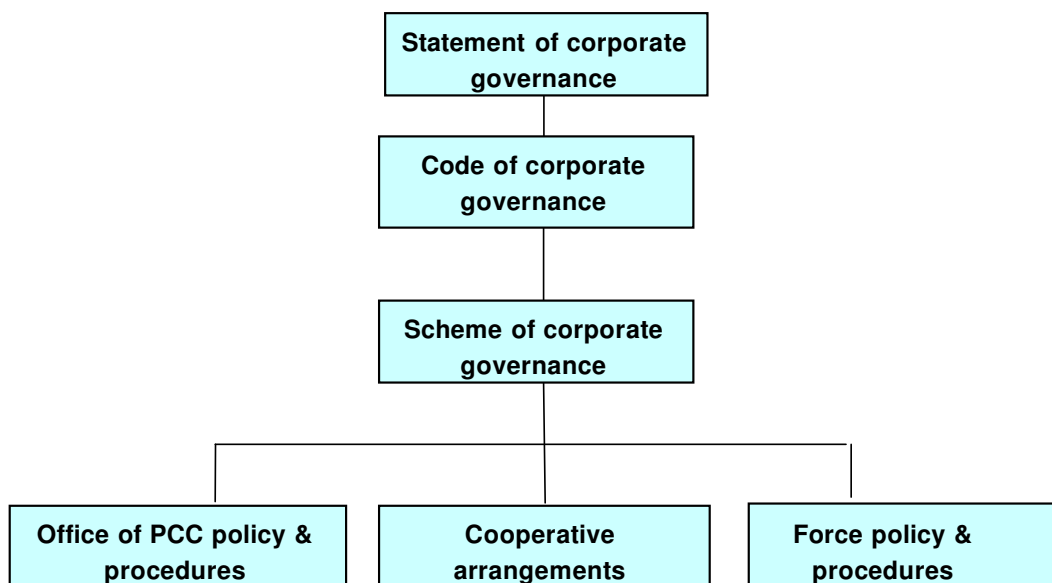 Statement of corporate
governance
Code of corporate
governance
Scheme of corporate
governance
Office of PCC policy &
procedures
Cooperative
arrangements
Force policy &
procedures